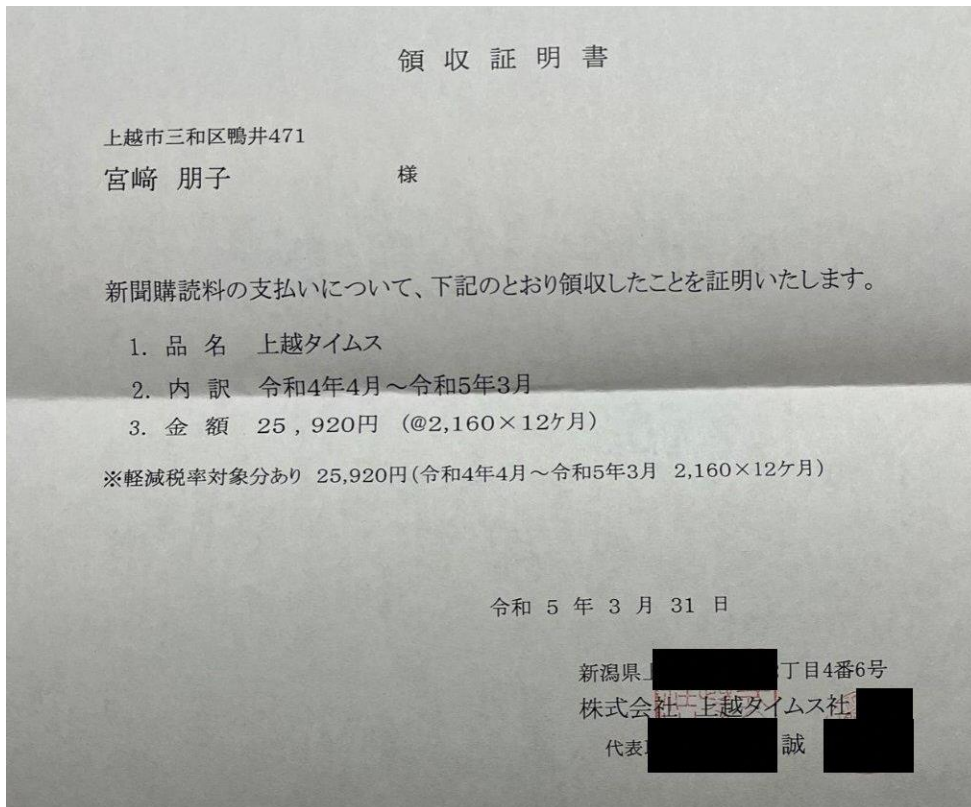 領収証明書
上越市三和区鴨井471
宮﨑 朋子 様
新聞購読料の支払いについて、下記のとおり領収したことを証明いたします。
1. 品 名 上越タイムス
2. 内 訳 令和4年4月～令和5年3月
3. 金 額 25,920円 (@2,160×12ケ月)
※軽減税率対象分あり 25,920円(令和4年4月～令和5年3月 2,160×12ケ月)
令和 5 年 3 月 31 日
新潟県 丁目4番6号
株式会社 上越タイムス社
代表 誠